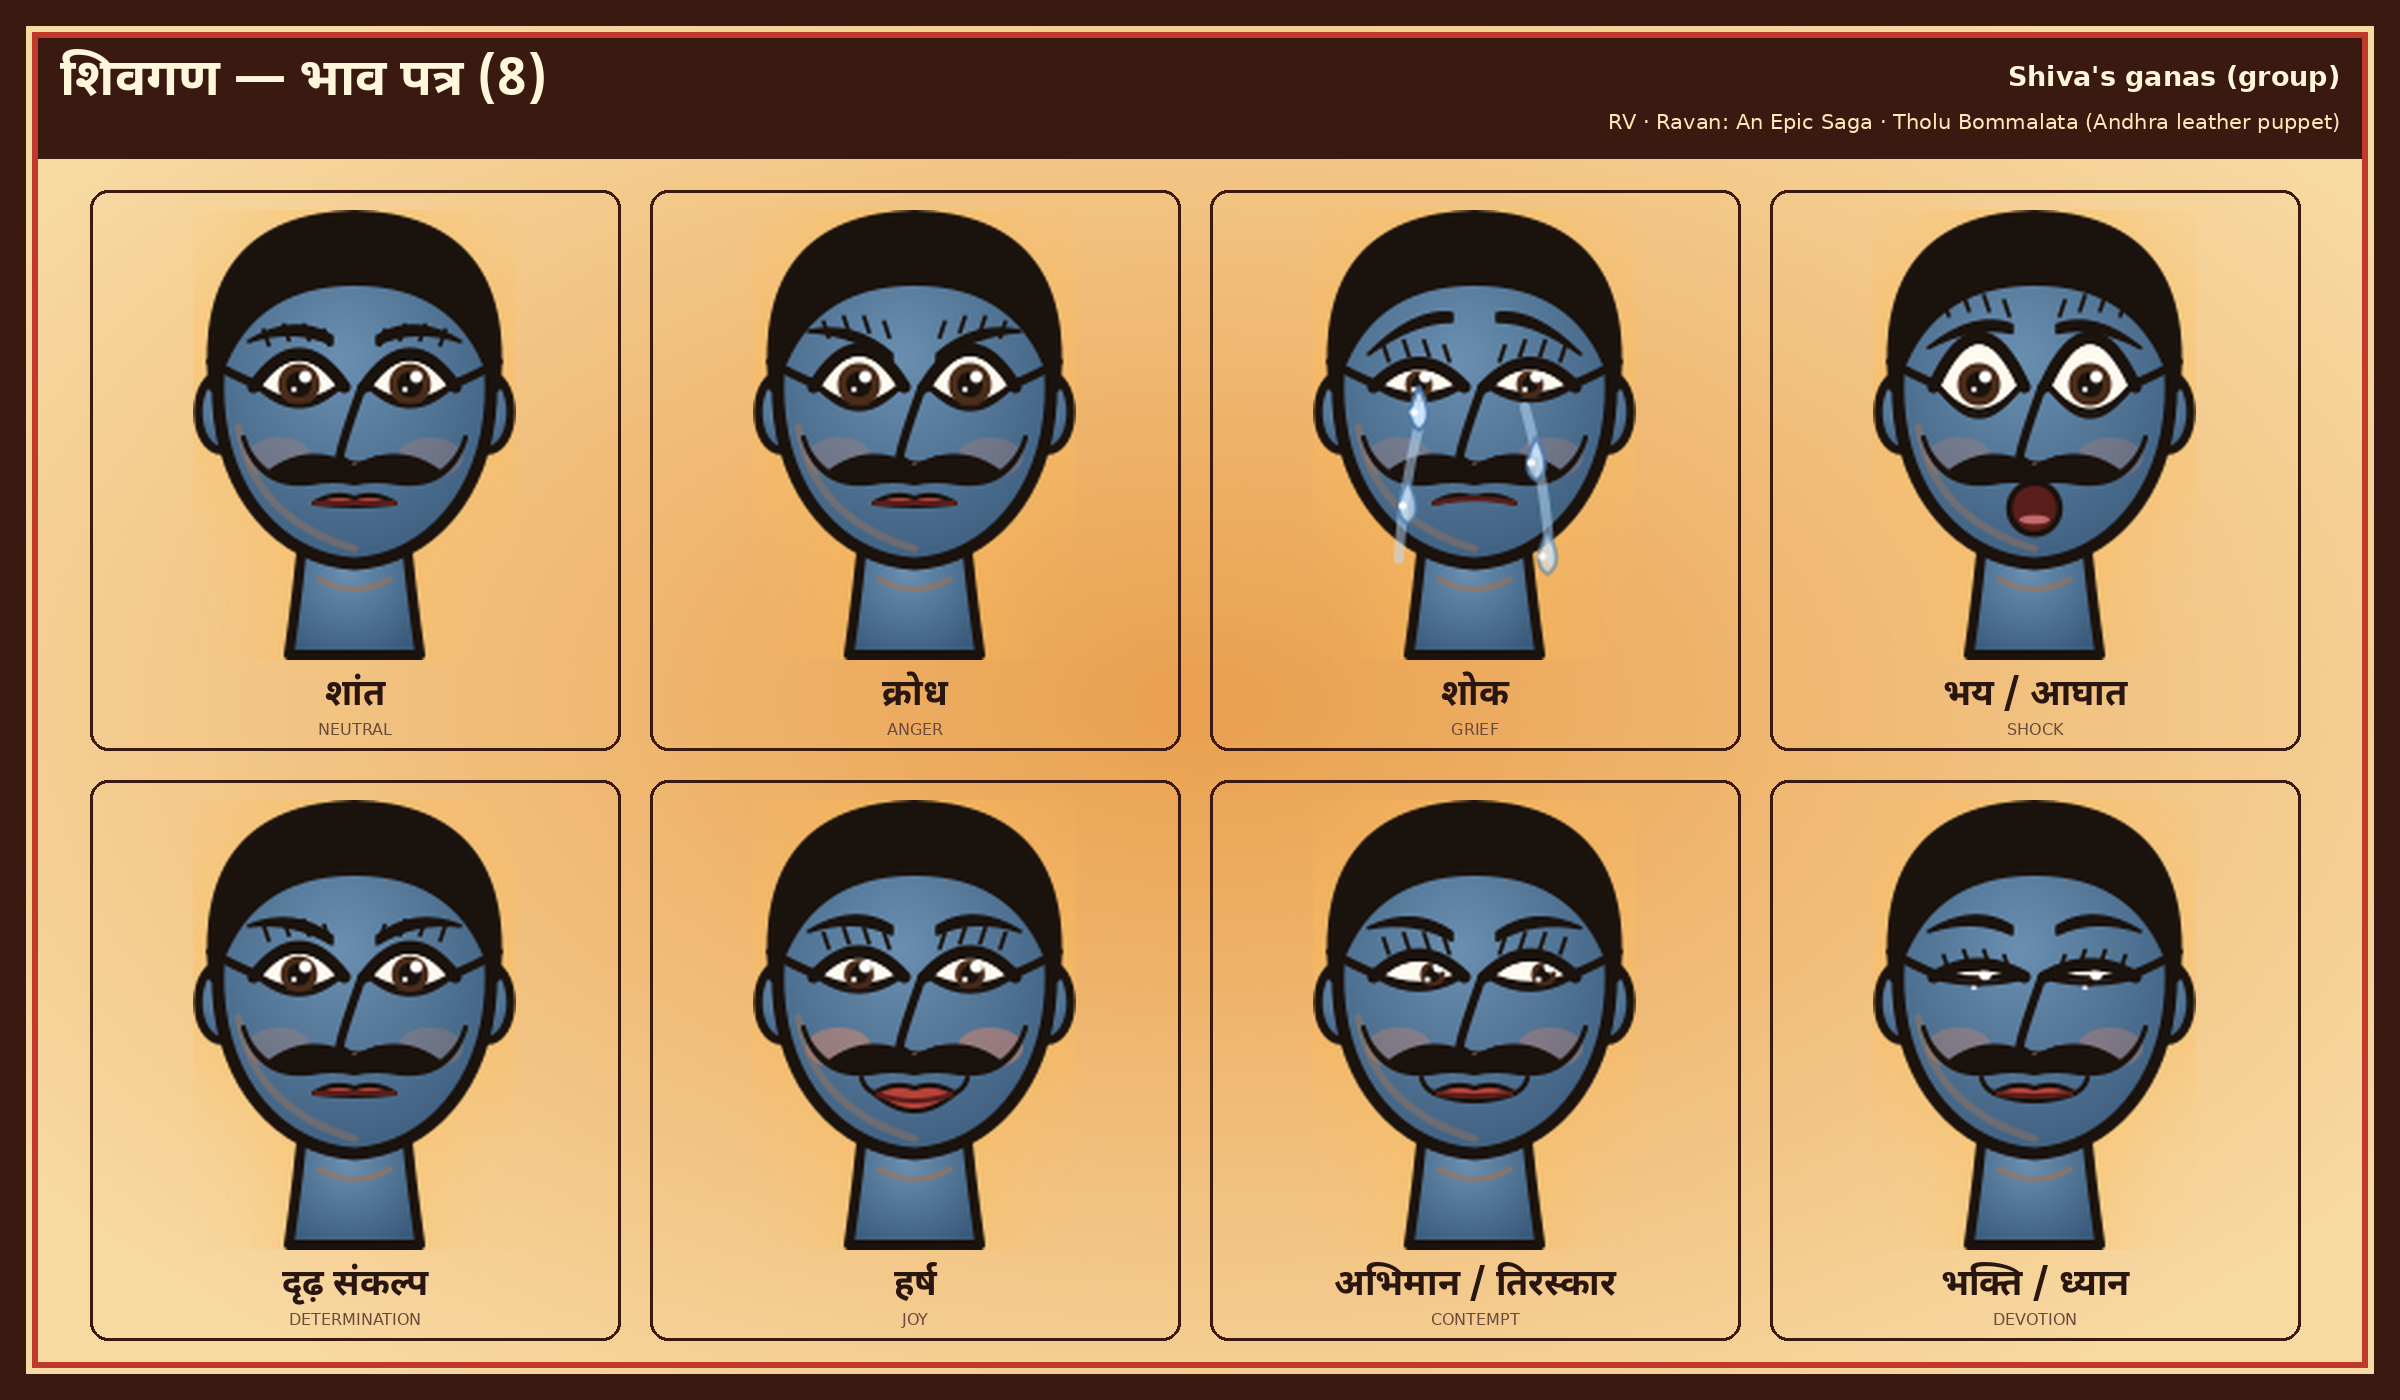 शिवगण — भाव पत्र (8)
Shiva's ganas (group)
RV · Ravan: An Epic Saga · Tholu Bommalata (Andhra leather puppet)
शांत
NEUTRAL
क्रोध
ANGER
शोक
GRIEF
भय / आघात
SHOCK
दृढ़ संकल्प
DETERMINATION
हर्ष
JOY
अभिमान / तिरस्कार
CONTEMPT
भक्ति / ध्यान
DEVOTION